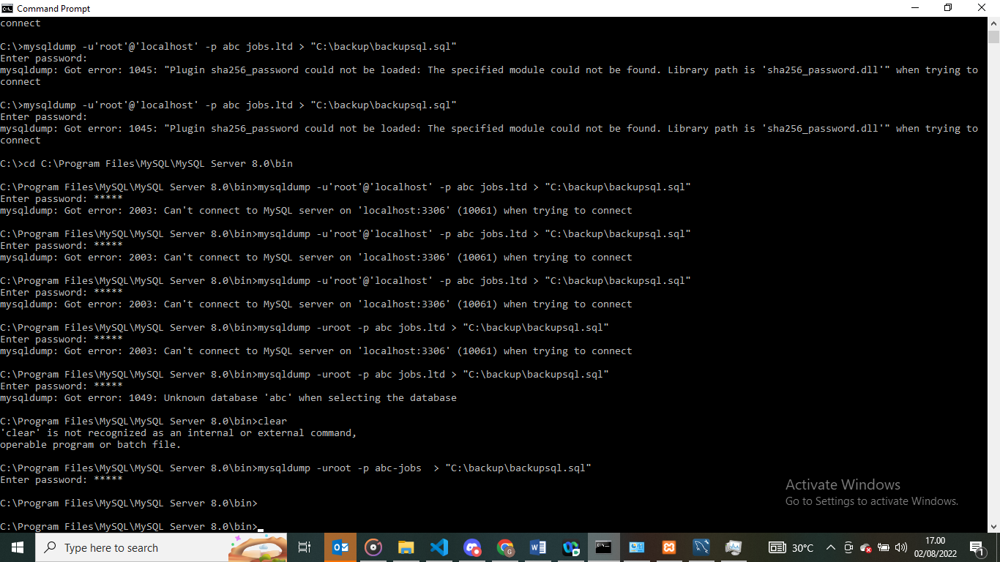 Command Prompt
connect
C:\>mysqldump -u'root'@'localhost' -p abc jobs.ltd > "C:\backup\backupsql.sql"
Enter password:
mysqldump: Got error: 1045: "Plugin sha256_password could not be loaded: The specified module could not be found. Library path is 'sha256_password.dll'" when trying to
connect
C:\>mysqldump -u'root'@'localhost' -p abc jobs.ltd > "C:\backup\backupsql.sql"
Enter password:
mysqldump: Got error: 1045: "Plugin sha256_password could not be loaded: The specified module could not be found. Library path is 'sha256_password.dll'" when trying to
connect
C:\>cd C:\Program Files\MySQL\MySQL Server 8.0\bin
C:\Program Files\MySQL\MySQL Server 8.0\bin>mysqldump -u'root'@'localhost' -p abc jobs.ltd > "C:\backup\backupsql.sql"
Enter password: *****
mysqldump: Got error: 2003: Can't connect to MySQL server on 'localhost:3306' (10061) when trying to connect
C:\Program Files\MySQL\MySQL Server 8.0\bin>mysqldump -u'root'@'localhost' -p abc jobs.ltd > "C:\backup\backupsql.sql"
Enter password: *****
mysqldump: Got error: 2003: Can't connect to MySQL server on 'localhost:3306' (10061) when trying to connect
C:\Program Files\MySQL\MySQL Server 8.0\bin>mysqldump -u'root'@'localhost' -p abc jobs.ltd > "C:\backup\backupsql.sql"
Enter password: *****
mysqldump: Got error: 2003: Can't connect to MySQL server on 'localhost:3306' (10061) when trying to connect
C:\Program Files\MySQL\MySQL Server 8.0\bin>mysqldump -uroot -p abc jobs.ltd > "C:\backup\backupsql.sql"
Enter password: *****
mysqldump: Got error: 2003: Can't connect to MySQL server on 'localhost:3306' (10061) when trying to connect
C:\Program Files\MySQL\MySQL Server 8.0\bin>mysqldump -uroot -p abc jobs.ltd > "C:\backup\backupsql.sql"
Enter password: *****
mysqldump: Got error: 1049: Unknown database 'abc' when selecting the database
C:\Program Files\MySQL\MySQL Server 8.0\bin>clear
'clear' is not recognized as an internal or external command,
operable program or batch file.
C:\Program Files\MySQL\MySQL Server 8.0\bin>mysqldump -uroot -p abc-jobs  > "C:\backup\backupsql.sql"
Enter password: *****
C:\Program Files\MySQL\MySQL Server 8.0\bin>
C:\Program Files\MySQL\MySQL Server 8.0\bin>
Activate Windows
Go to Settings to activate Windows.
Type here to search
30°C
17.00
02/08/2022
1